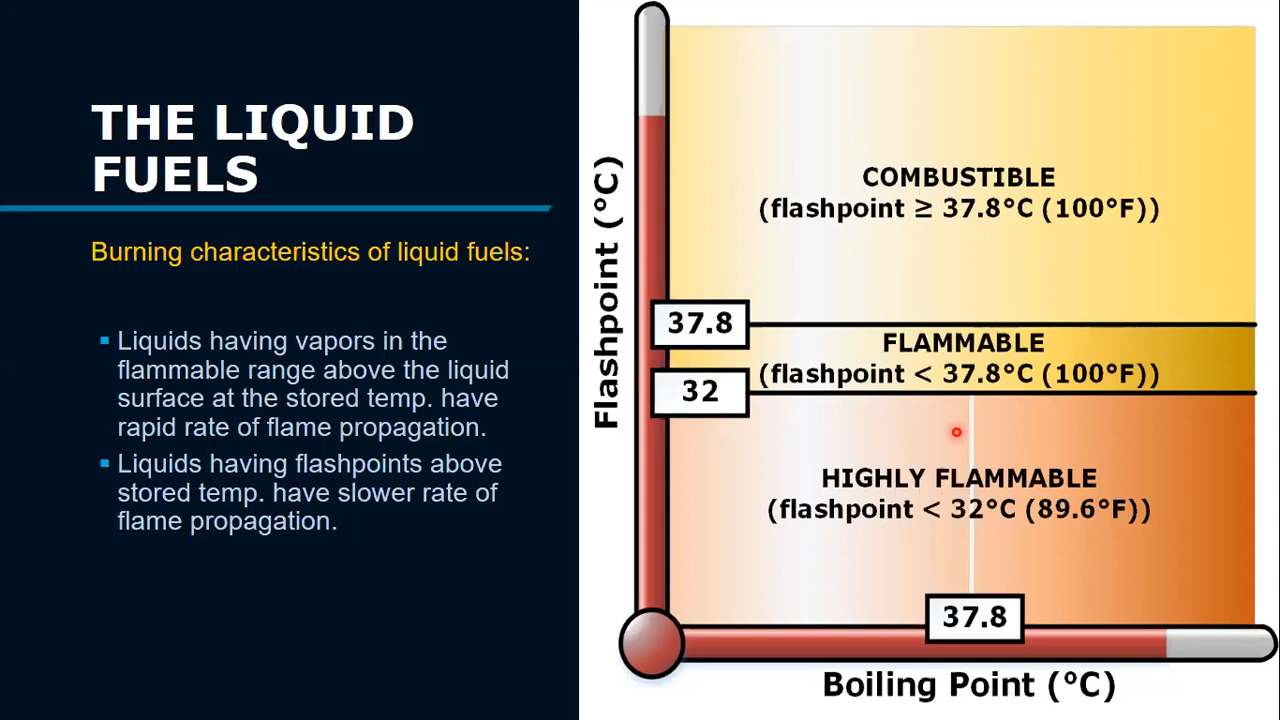 THE LIQUID
FUELS
Burning characteristics of liquid fuels:
Liquids having vapors in the
flammable range above the liquid
surface at the stored temp. have
rapid rate of flame propagation.
Liquids having flashpoints above
stored temp. have slower rate of
flame propagation.
Flashpoint (°C)
COMBUSTIBLE
(flashpoint ≥ 37.8°C (100°F))
37.8
FLAMMABLE
(flashpoint < 37.8°C (100°F))
32
HIGHLY FLAMMABLE
(flashpoint < 32°C (89.6°F))
37.8
Boiling Point (°C)